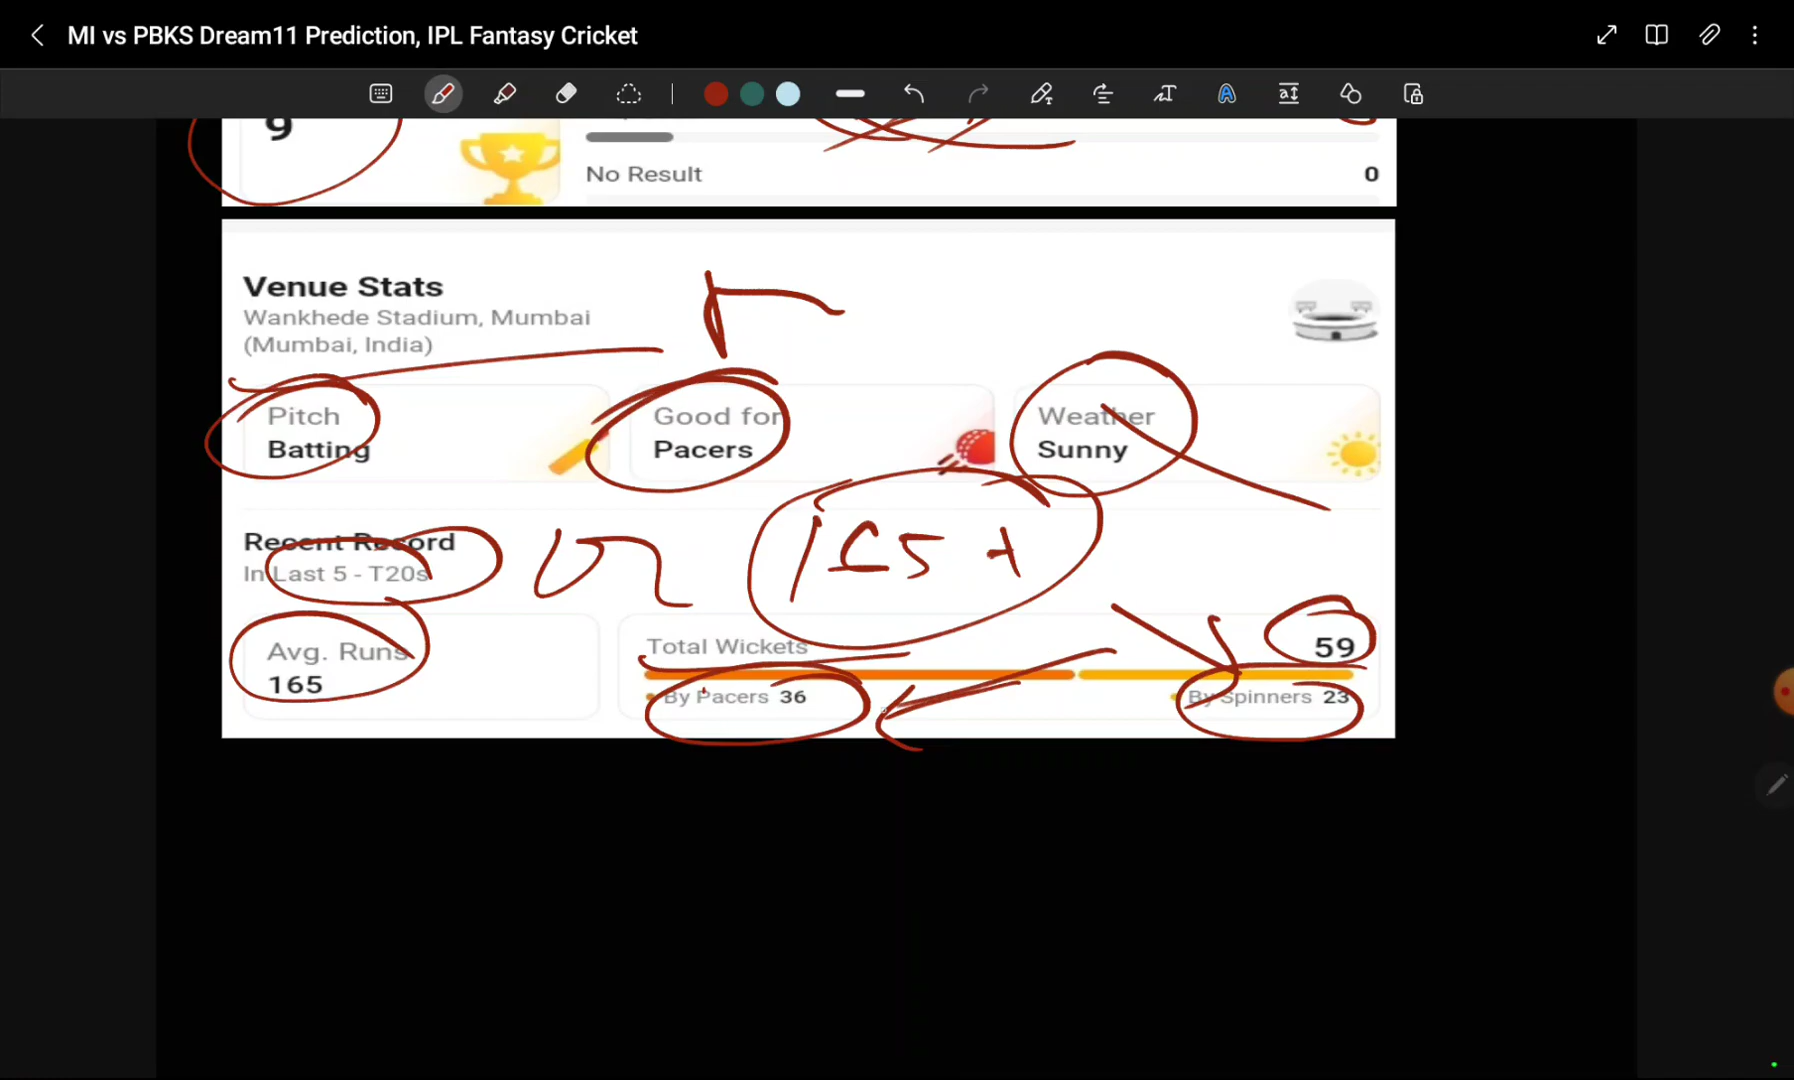 MI vs PBKS Dream11 Prediction, IPL Fantasy Cricket
9
No Result 0
Venue Stats
Wankhede Stadium, Mumbai
(Mumbai, India)
Pitch Good for Weather
Batting Pacers Sunny
165 +
Recent Record
In Last 5 - T20s
Avg. Runs Total Wickets 59
165
By Pacers 36 By Spinners 23